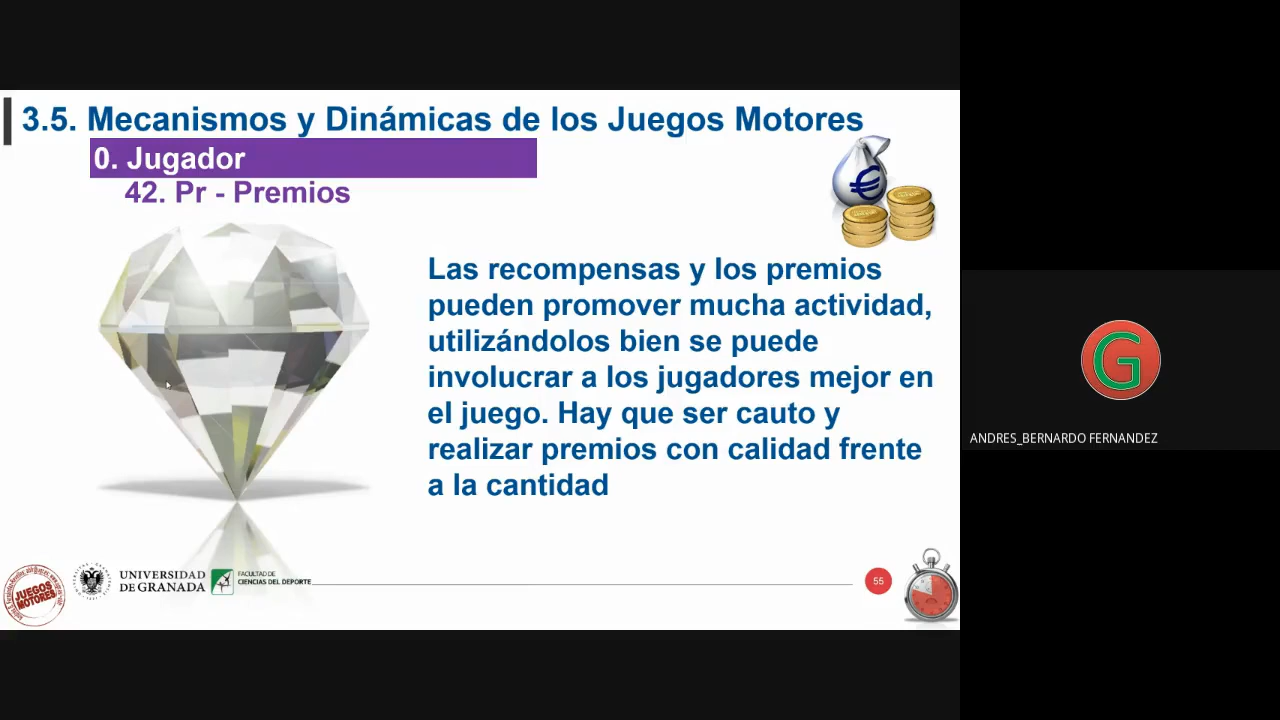 3.5. Mecanismos y Dinámicas de los Juegos Motores
0. Jugador
42. Pr - Premios
€
Las recompensas y los premios
pueden promover mucha actividad,
utilizándolos bien se puede
involucrar a los jugadores mejor en
el juego. Hay que ser cauto y
realizar premios con calidad frente
a la cantidad
G
ANDRES_BERNARDO FERNANDEZ
JUEGOS
MOTORES
UNIVERSIDAD
DE GRANADA
FACULTAD DE
CIENCIAS DEL DEPORTE
55